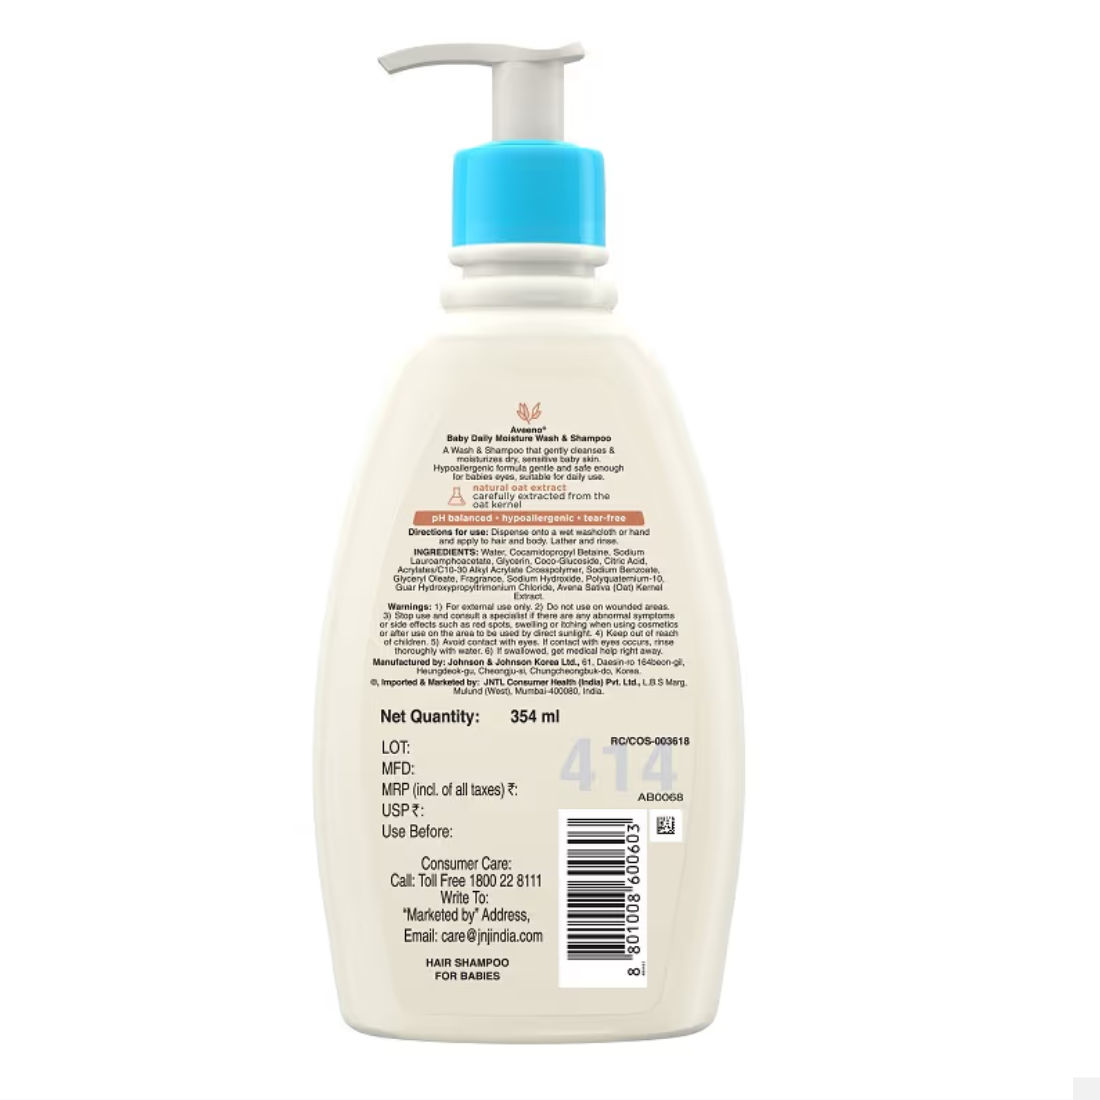 Aveeno®
Baby Daily Moisture Wash & Shampoo
A Wash & Shampoo that gently cleanses &
moisturizes dry, sensitive baby skin.
Hypoallergenic formula gentle and safe enough
for babies eyes, suitable for daily use.
natural oat extract
carefully extracted from the
oat kernel
pH balanced • hypoallergenic • tear-free
Directions for use: Dispense onto a wet washcloth or hand
and apply to hair and body. Lather and rinse.
INGREDIENTS: Water, Cocamidopropyl Betaine, Sodium
Lauroamphoacetate, Glycerin, Coco-Glucoside, Citric Acid,
Acrylates/C10-30 Alkyl Acrylate Crosspolymer, Sodium Benzoate,
Glyceryl Oleate, Fragrance, Sodium Hydroxide, Polyquaternium-10,
Guar Hydroxypropyltrimonium Chloride, Avena Sativa (Oat) Kernel
Extract.
Warnings: 1) For external use only. 2) Do not use on wounded areas.
3) Stop use and consult a specialist if there are any abnormal symptoms
or side effects such as red spots, swelling or itching when using cosmetics
or after use on the area to be used by direct sunlight. 4) Keep out of reach
of children. 5) Avoid contact with eyes. If contact with eyes occurs, rinse
thoroughly with water. 6) If swallowed, get medical help right away.
Manufactured by: Johnson & Johnson Korea Ltd., 61, Daesin-ro 164beon-gil,
Heungdeok-gu, Cheongju-si, Chungcheongbuk-do, Korea.
Imported & Marketed by: JNTL Consumer Health (India) Pvt. Ltd., L.B.S Marg,
Mulund (West), Mumbai-400080, India.
Net Quantity: 354 ml
RC/COS-003618
414
AB0068
LOT:
MFD:
MRP (incl. of all taxes) ₹:
USP ₹:
Use Before:
Consumer Care:
Call: Toll Free 1800 22 8111
Write To:
“Marketed by” Address,
Email: care@jnjindia.com
HAIR SHAMPOO
FOR BABIES
8 801008 600603